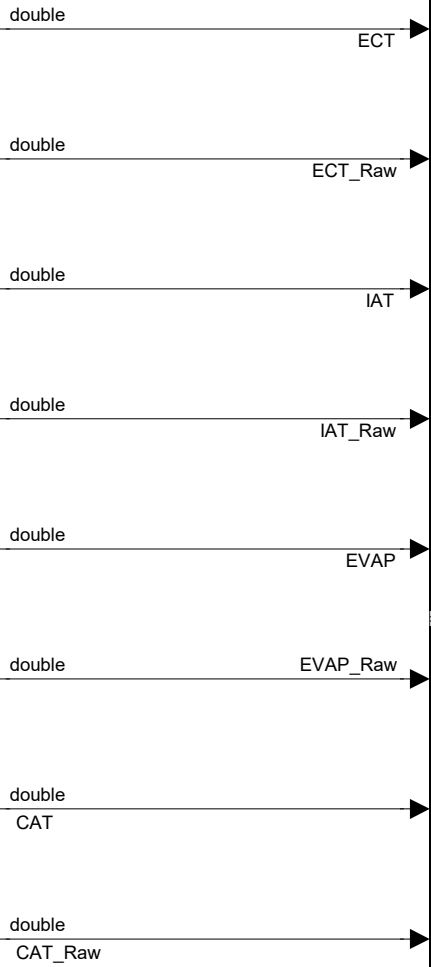 double
ECT
double
ECT_Raw
double
IAT
double
IAT_Raw
double
EVAP
double EVAP_Raw
double
CAT
double
CAT_Raw